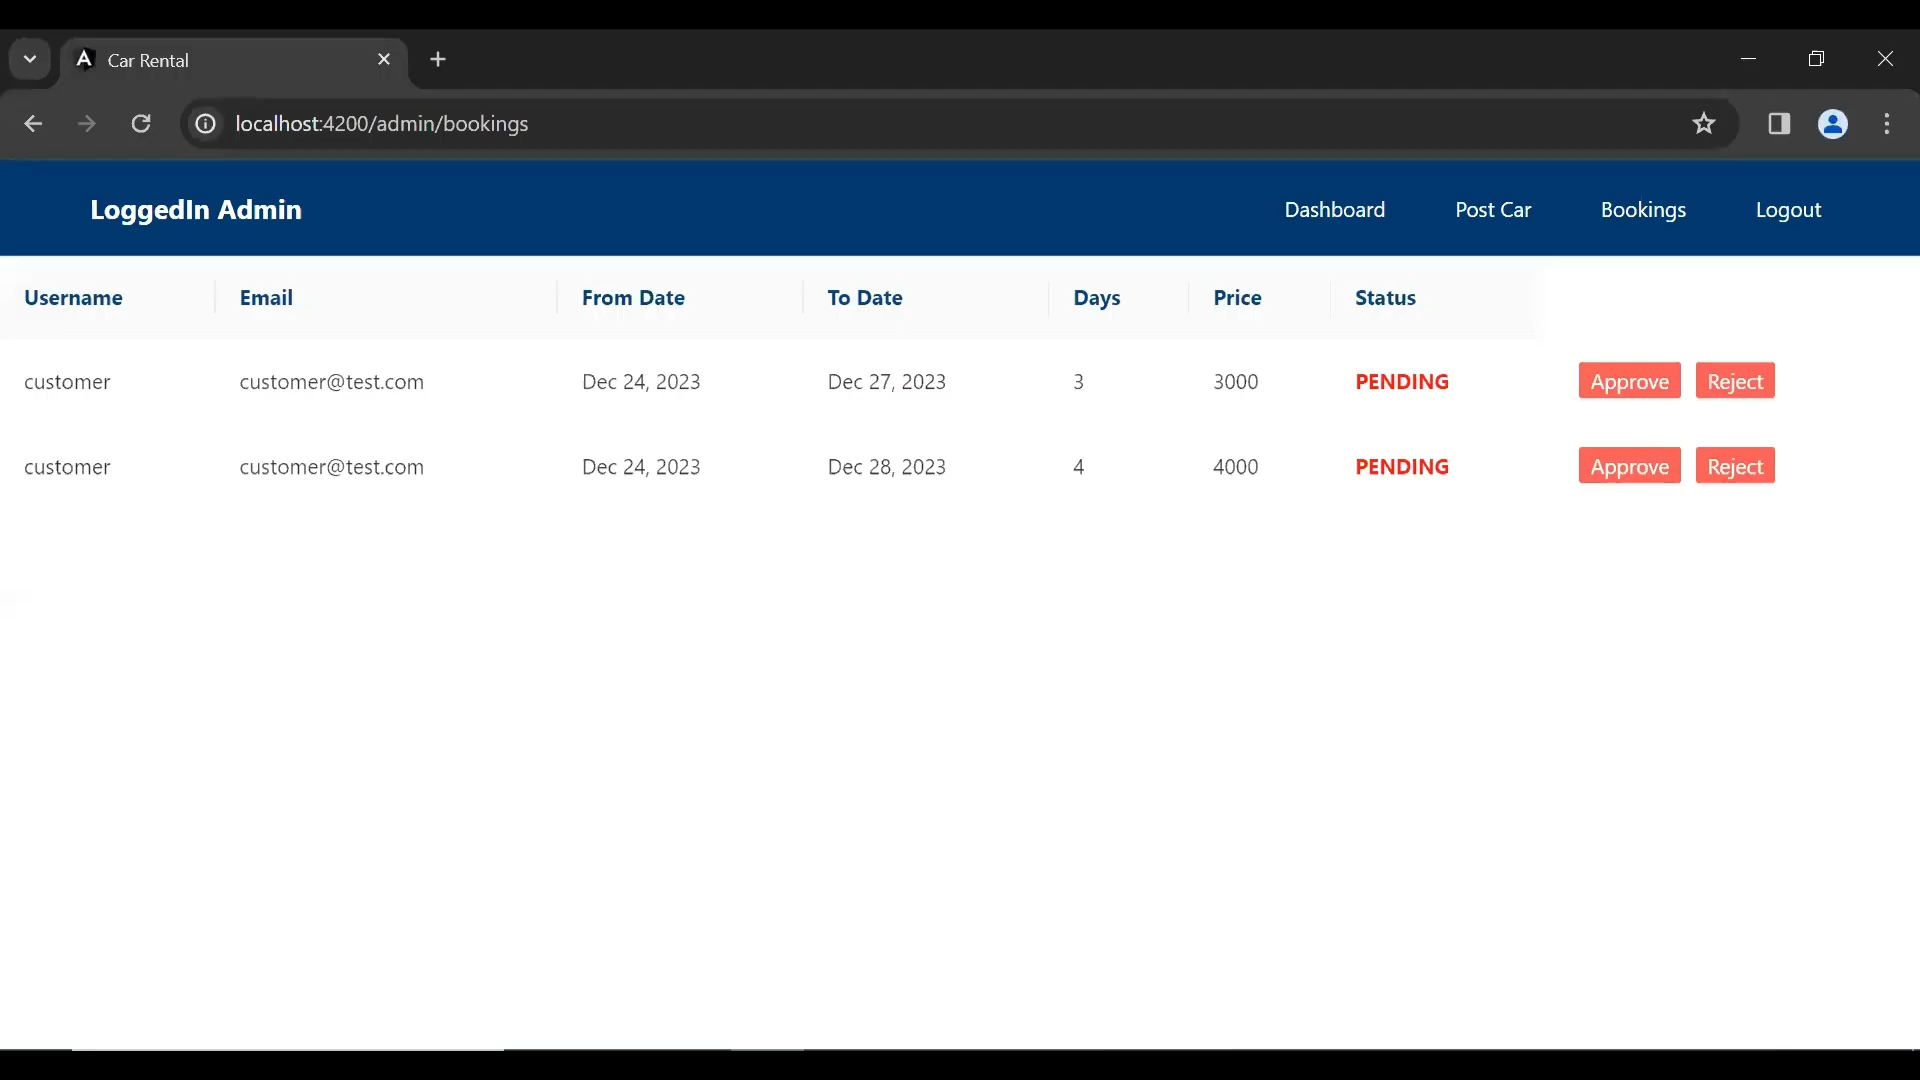 Car Rental
localhost:4200/admin/bookings
LoggedIn Admin Dashboard Post Car Bookings Logout
Username Email From Date To Date Days Price Status
customer customer@test.com Dec 24, 2023 Dec 27, 2023 3 3000 PENDING Approve Reject
customer customer@test.com Dec 24, 2023 Dec 28, 2023 4 4000 PENDING Approve Reject